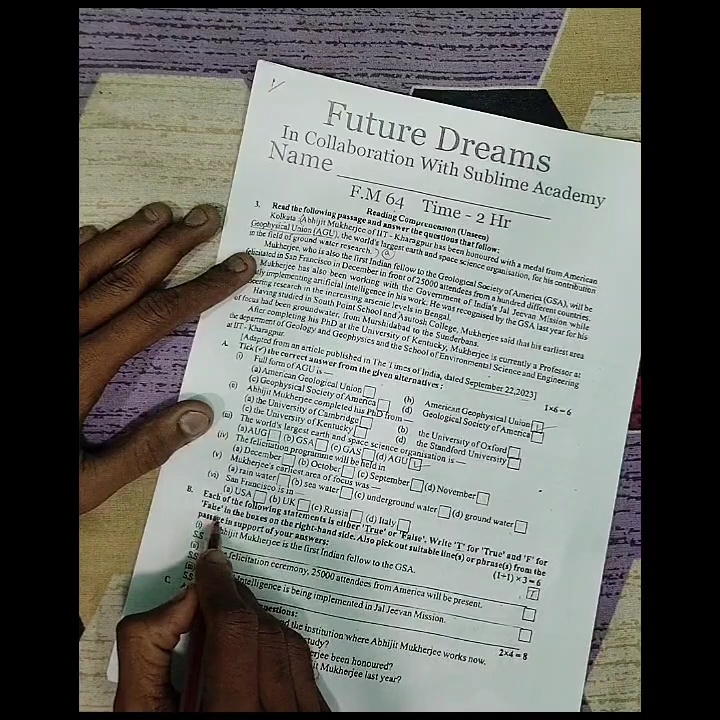 Future Dreams
In Collaboration With Sublime Academy
Name
F.M 64 Time - 2 Hr
Reading Comprehension (Unseen)
3. Read the following passage and answer the questions that follow:
Kolkata : Abhijit Mukherjee of IIT - Kharagpur has been honoured with a medal from American
Geophysical Union (AGU), the world's largest earth and space science organisation, for his contribution
in the field of ground water research.
Mukherjee, who is also the first Indian fellow to the Geological Society of America (GSA), will be
felicitated in San Francisco in December in front of 25000 attendees from a hundred different countries.
Mukherjee has also been working with the Government of India's Jal Jeevan Mission while
implementing artificial intelligence in his work. He was recognised by the GSA last year for his
research in the increasing arsenic levels in Bengal.
Having studied in South Point School and Asutosh College, Mukherjee said that his earliest area
of focus had been groundwater, from Murshidabad to the Sunderbans.
After completing his PhD at the University of Kentucky, Mukherjee is currently a Professor at
the department of Geology and Geophysics and the School of Environmental Science and Engineering
at IIT - Kharagpur.
[Adapted from an article published in The Times of India, dated September 22,2023]
A. Tick (✓) the correct answer from the given alternatives : 1×6=6
(i) Full form of AGU is —
(a) American Geological Union (b) American Geophysical Union
(c) Geophysical Society of America (d) Geological Society of America
(ii) Abhijit Mukherjee completed his PhD from —
(a) the University of Cambridge (b) the University of Oxford
(c) the University of Kentucky (d) the Standford University
(iii) The world's largest earth and space science organisation is —
(a) AUG (b) GSA (c) GAS (d) AGU
(iv) The felicitation programme will be held in
(a) December (b) October (c) September (d) November
(v) Mukherjee's earliest area of focus was —
(a) rain water (b) sea water (c) underground water (d) ground water
(vi) San Francisco is in —
(a) USA (b) UK (c) Russia (d) Italy
B. Each of the following statements is either 'True' or 'False'. Write 'T' for 'True' and 'F' for
'False' in the boxes on the right-hand side. Also pick out suitable line(s) or phrase(s) from the
passage in support of your answers: (1+1) × 3 = 6
(i) Abhijit Mukherjee is the first Indian fellow to the GSA. T
S.S
felicitation ceremony, 25000 attendees from America will be present.
S.S
Intelligence is being implemented in Jal Jeevan Mission.
S.S
C. questions: 2×4=8
and the institution where Abhijit Mukherjee works now.
study?
been honoured?
Mukherjee last year?